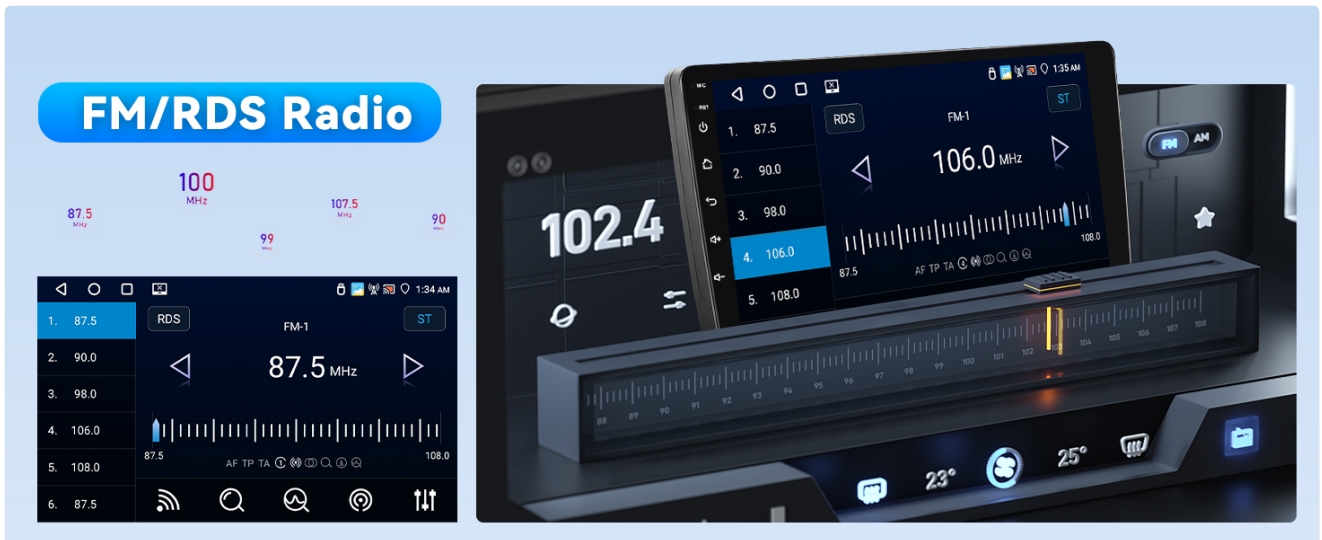 FM/RDS Radio
100
MHz
87.5
MHz
107.5
MHz
90
MHz
99
MHz
1:34 AM
1. 87.5
2. 90.0
3. 98.0
4. 106.0
5. 108.0
6. 87.5
RDS
FM-1
ST
87.5 MHz
87.5
108.0
AF TP TA
102.4
MIC
RST
1:35 AM
1. 87.5
2. 90.0
3. 98.0
4. 106.0
5. 108.0
RDS
FM-1
ST
106.0 MHz
87.5
108.0
AF TP TA
FM AM
88 89 90 91 92 93 94 95 96 97 98 99 100 101 102 103 104 105 106 107 108
23°
25°